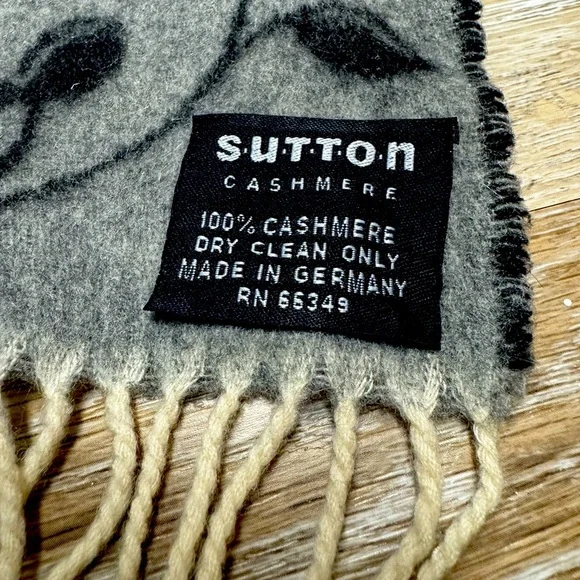 S·U·T·T·O·n
CASHMERE
100% CASHMERE
DRY CLEAN ONLY
MADE IN GERMANY
RN 66349